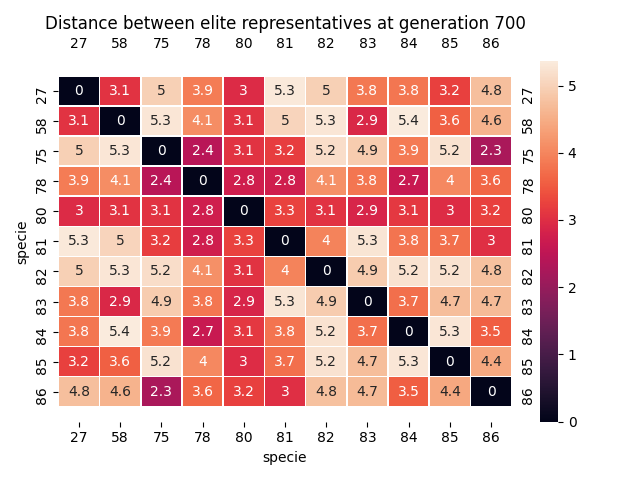 Distance between elite representatives at generation 700
27 58 75 78 80 81 82 83 84 85 86
27 0 3.1 5 3.9 3 5.3 5 3.8 3.8 3.2 4.8 27
58 3.1 0 5.3 4.1 3.1 5 5.3 2.9 5.4 3.6 4.6 58
75 5 5.3 0 2.4 3.1 3.2 5.2 4.9 3.9 5.2 2.3 75
78 3.9 4.1 2.4 0 2.8 2.8 4.1 3.8 2.7 4 3.6 78
80 3 3.1 3.1 2.8 0 3.3 3.1 2.9 3.1 3 3.2 80
81 5.3 5 3.2 2.8 3.3 0 4 5.3 3.8 3.7 3 81
82 5 5.3 5.2 4.1 3.1 4 0 4.9 5.2 5.2 4.8 82
83 3.8 2.9 4.9 3.8 2.9 5.3 4.9 0 3.7 4.7 4.7 83
84 3.8 5.4 3.9 2.7 3.1 3.8 5.2 3.7 0 5.3 3.5 84
85 3.2 3.6 5.2 4 3 3.7 5.2 4.7 5.3 0 4.4 85
86 4.8 4.6 2.3 3.6 3.2 3 4.8 4.7 3.5 4.4 0 86
27 58 75 78 80 81 82 83 84 85 86
specie
specie
5
4
3
2
1
0